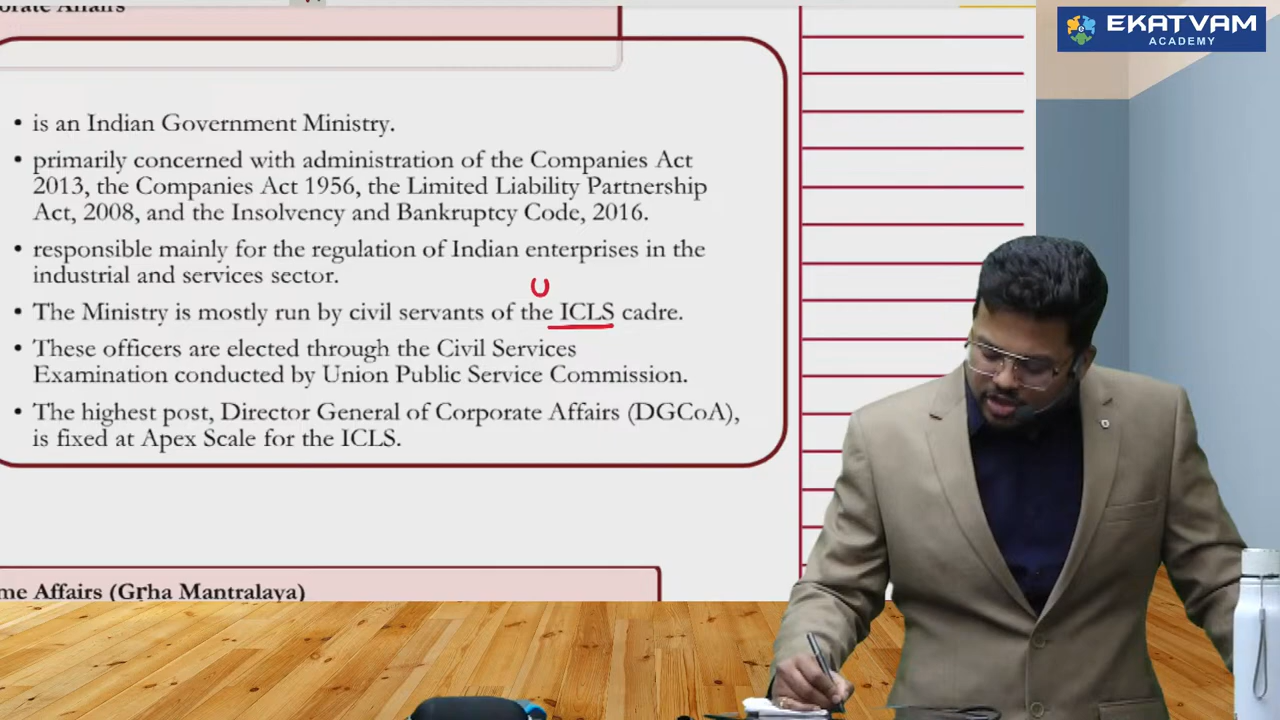 orate Affairs
EKATVAM
ACADEMY
• is an Indian Government Ministry.
• primarily concerned with administration of the Companies Act
2013, the Companies Act 1956, the Limited Liability Partnership
Act, 2008, and the Insolvency and Bankruptcy Code, 2016.
• responsible mainly for the regulation of Indian enterprises in the
industrial and services sector.
U
• The Ministry is mostly run by civil servants of the ICLS cadre.
• These officers are elected through the Civil Services
Examination conducted by Union Public Service Commission.
• The highest post, Director General of Corporate Affairs (DGCoA),
is fixed at Apex Scale for the ICLS.
me Affairs (Gṛha Mantralaya)